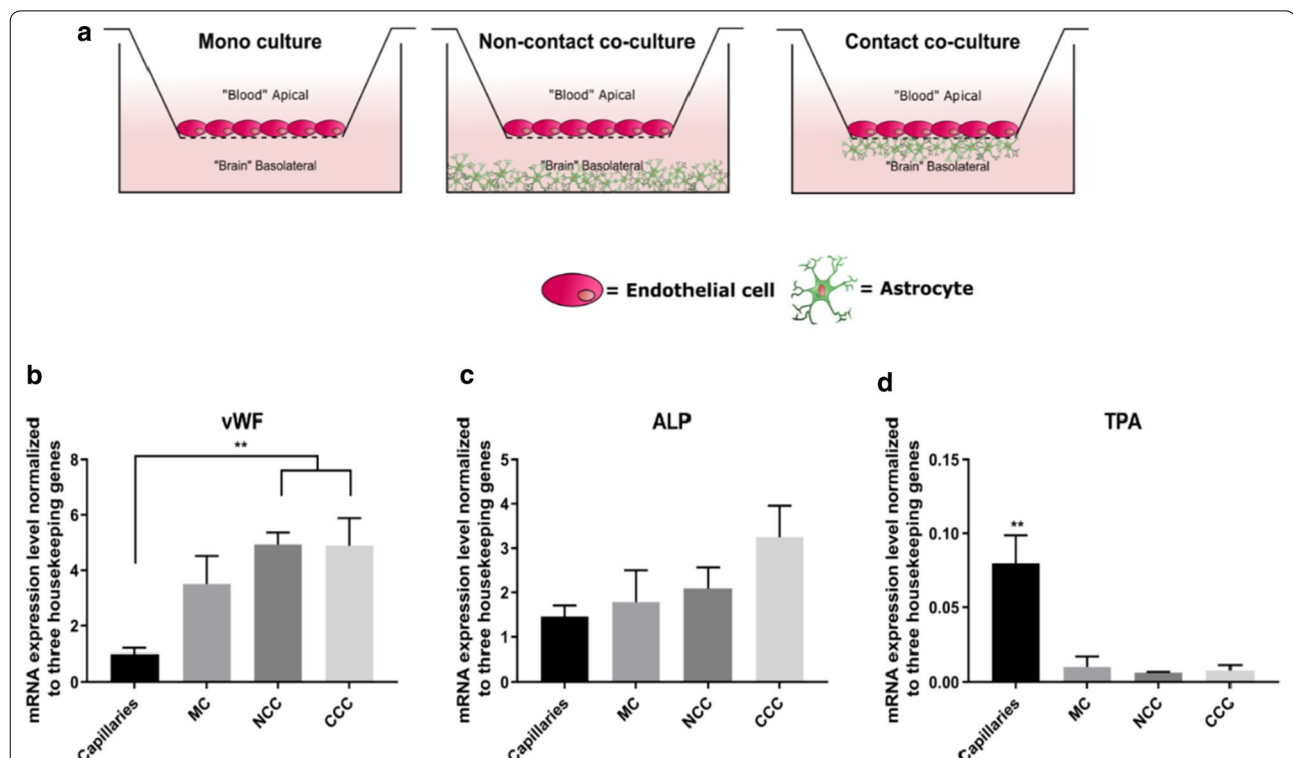 a
Mono culture
Non-contact co-culture
Contact co-culture
"Blood" Apical
"Blood" Apical
"Blood" Apical
"Brain" Basolateral
"Brain" Basolateral
"Brain" Basolateral
= Endothelial cell
= Astrocyte
b
vWF
mRNA expression level normalized
to three housekeeping genes
**
8
6
4
2
0
Capillaries
MC
NCC
CCC
c
ALP
mRNA expression level normalized
to three housekeeping genes
5
4
3
2
1
0
Capillaries
MC
NCC
CCC
d
TPA
mRNA expression level normalized
to three housekeeping genes
0.15
0.10
0.05
0.00
**
Capillaries
MC
NCC
CCC